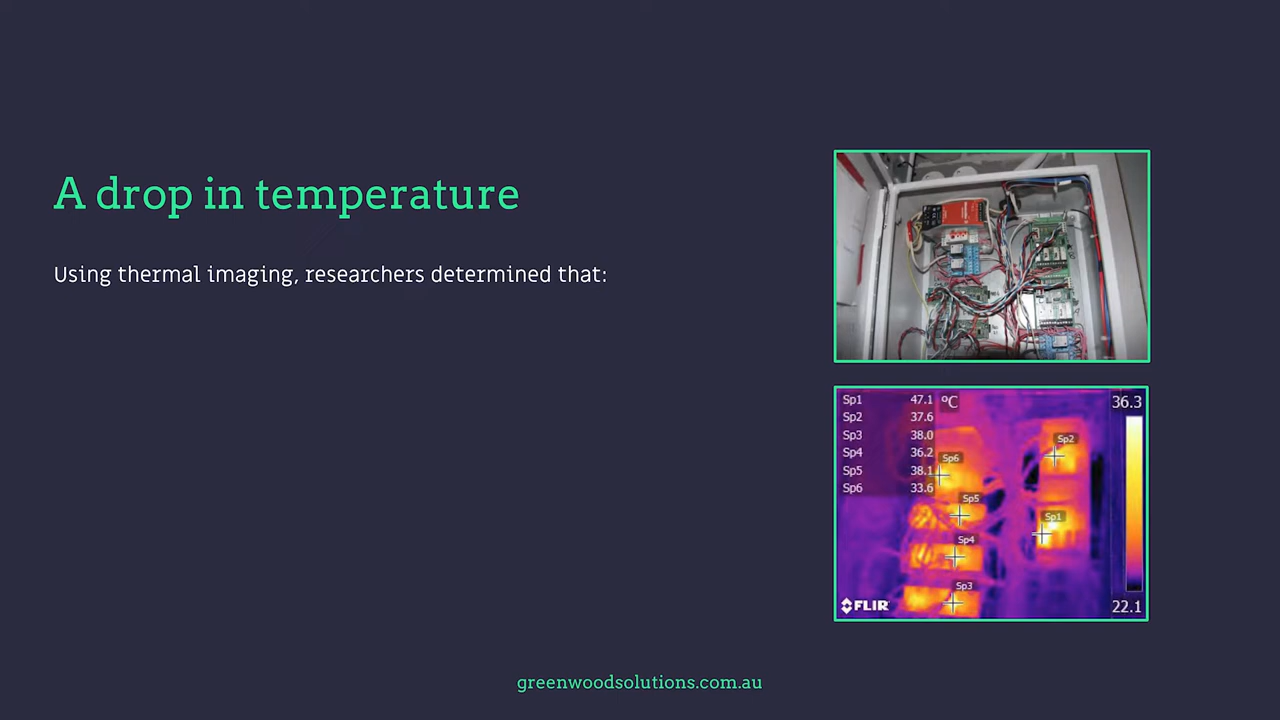 A drop in temperature
Using thermal imaging, researchers determined that:
Sp1 47.1 ºC
Sp2 37.6
Sp3 38.0
Sp4 36.2
Sp5 38.1
Sp6 33.6
36.3
Sp2
Sp6
Sp5
Sp1
Sp4
Sp3
FLIR
22.1
greenwoodsolutions.com.au